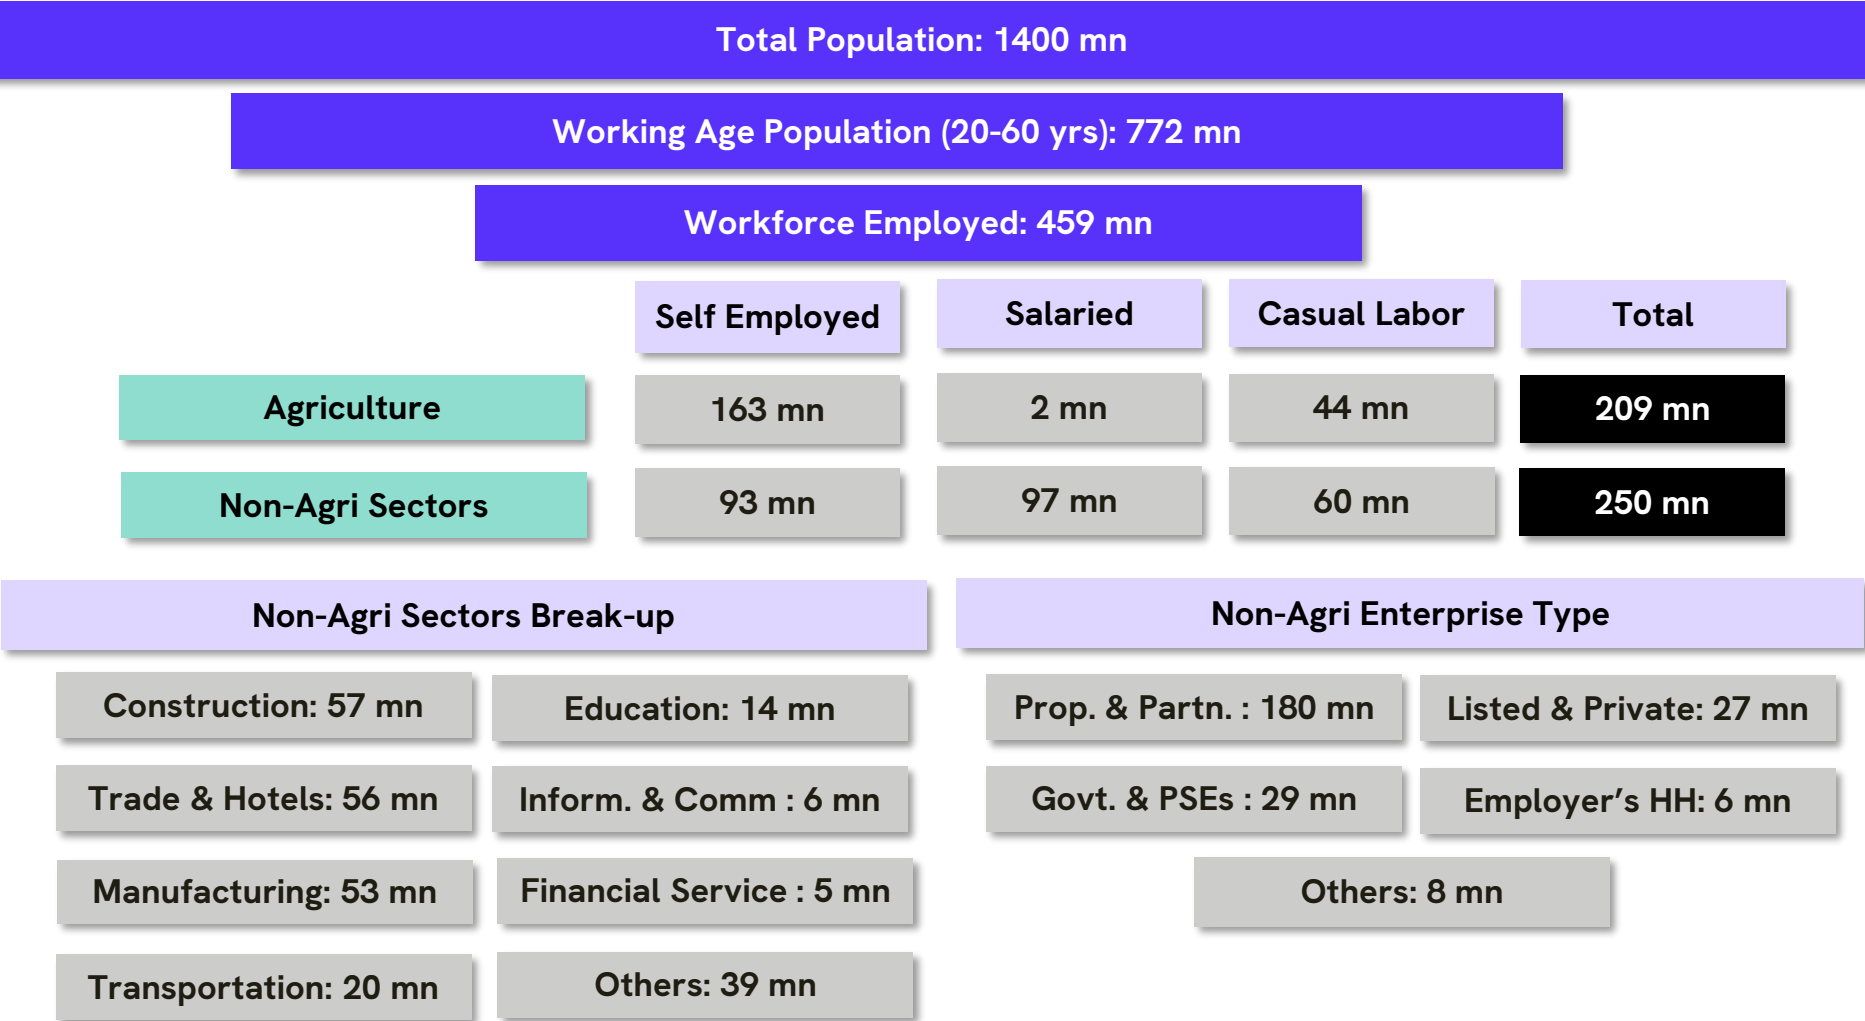 Total Population: 1400 mn
Working Age Population (20-60 yrs): 772 mn
Workforce Employed: 459 mn
Self Employed Salaried Casual Labor Total
Agriculture 163 mn 2 mn 44 mn 209 mn
Non-Agri Sectors 93 mn 97 mn 60 mn 250 mn
Non-Agri Sectors Break-up
Construction: 57 mn Education: 14 mn
Trade & Hotels: 56 mn Inform. & Comm : 6 mn
Manufacturing: 53 mn Financial Service : 5 mn
Transportation: 20 mn Others: 39 mn
Non-Agri Enterprise Type
Prop. & Partn. : 180 mn Listed & Private: 27 mn
Govt. & PSEs : 29 mn Employer’s HH: 6 mn
Others: 8 mn